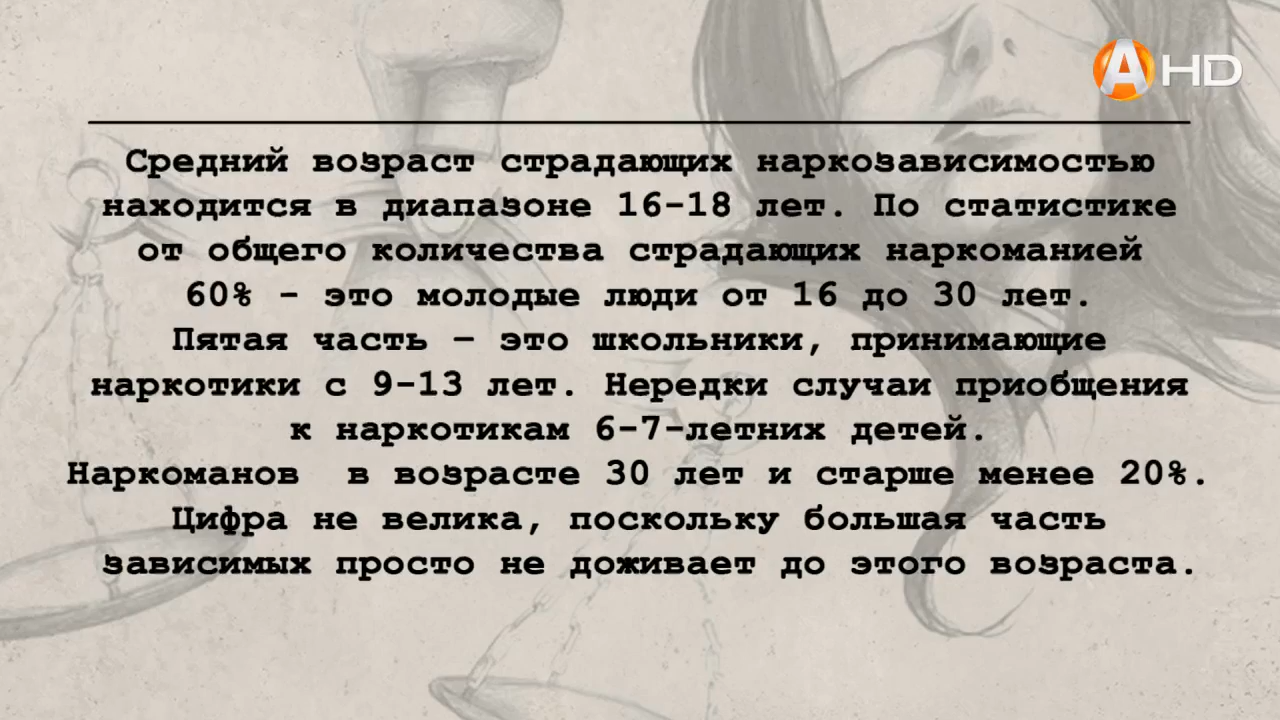 АHD
Средний возраст страдающих наркозависимостью
находится в диапазоне 16-18 лет. По статистике
от общего количества страдающих наркоманией
60% - это молодые люди от 16 до 30 лет.
Пятая часть – это школьники, принимающие
наркотики с 9-13 лет. Нередки случаи приобщения
к наркотикам 6-7-летних детей.
Наркоманов в возрасте 30 лет и старше менее 20%.
Цифра не велика, поскольку большая часть
зависимых просто не доживает до этого возраста.